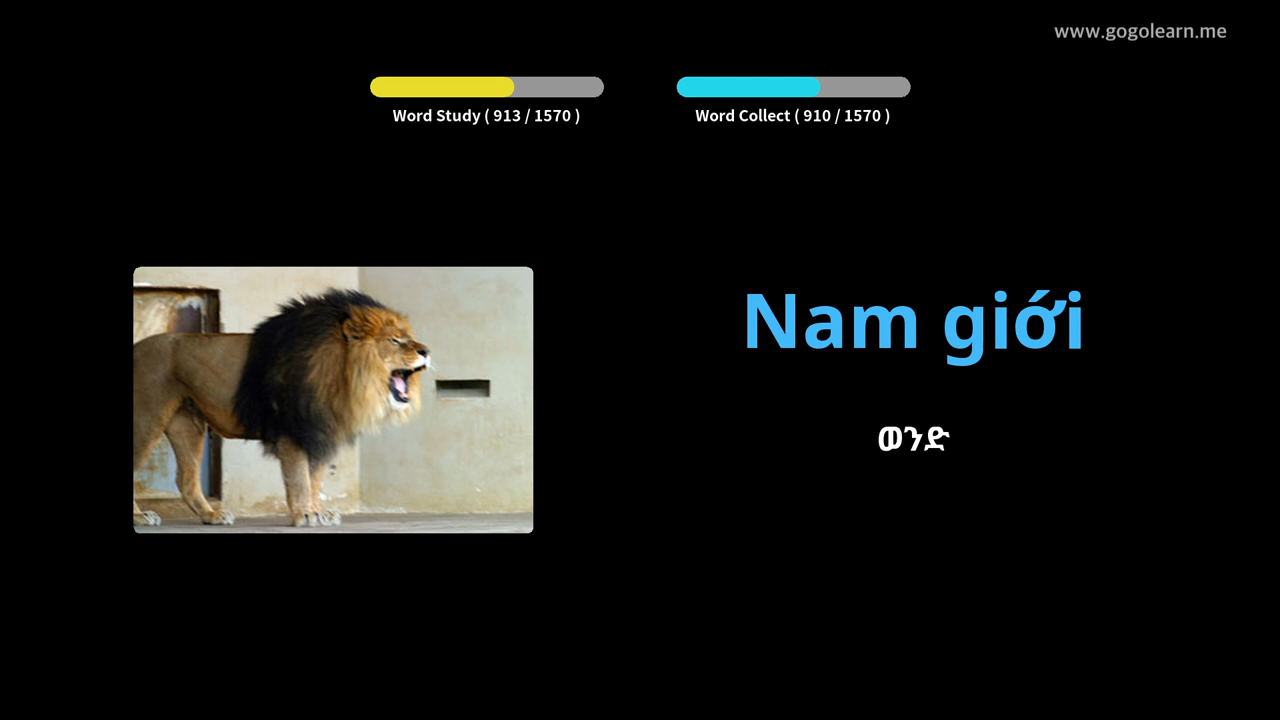 www.gogolearn.me
Word Study ( 913 / 1570 )
Word Collect ( 910 / 1570 )
Nam giới
ወንድ